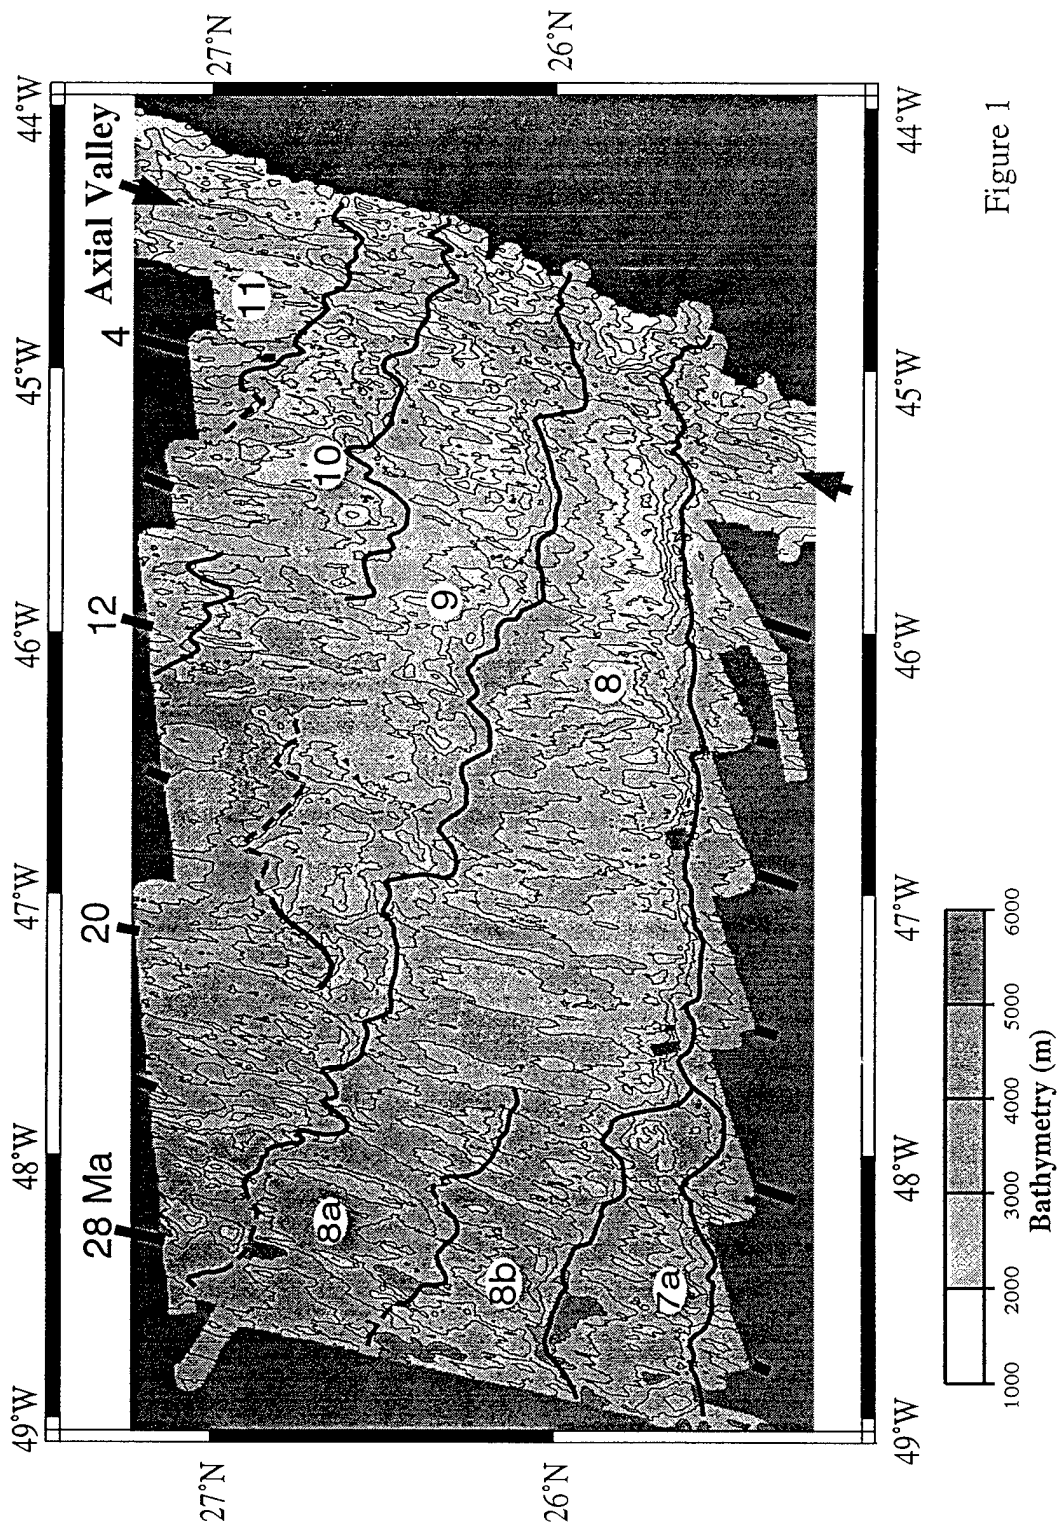 49˚W 48˚W 47˚W 46˚W 45˚W 44˚W
28 Ma 20 12 4 Axial Valley
27˚N 27˚N
26˚N 26˚N
11
10
9
8
8a
8b
7a
49˚W 48˚W 47˚W 46˚W 45˚W 44˚W
1000 2000 3000 4000 5000 6000
Bathymetry (m)
Figure 1